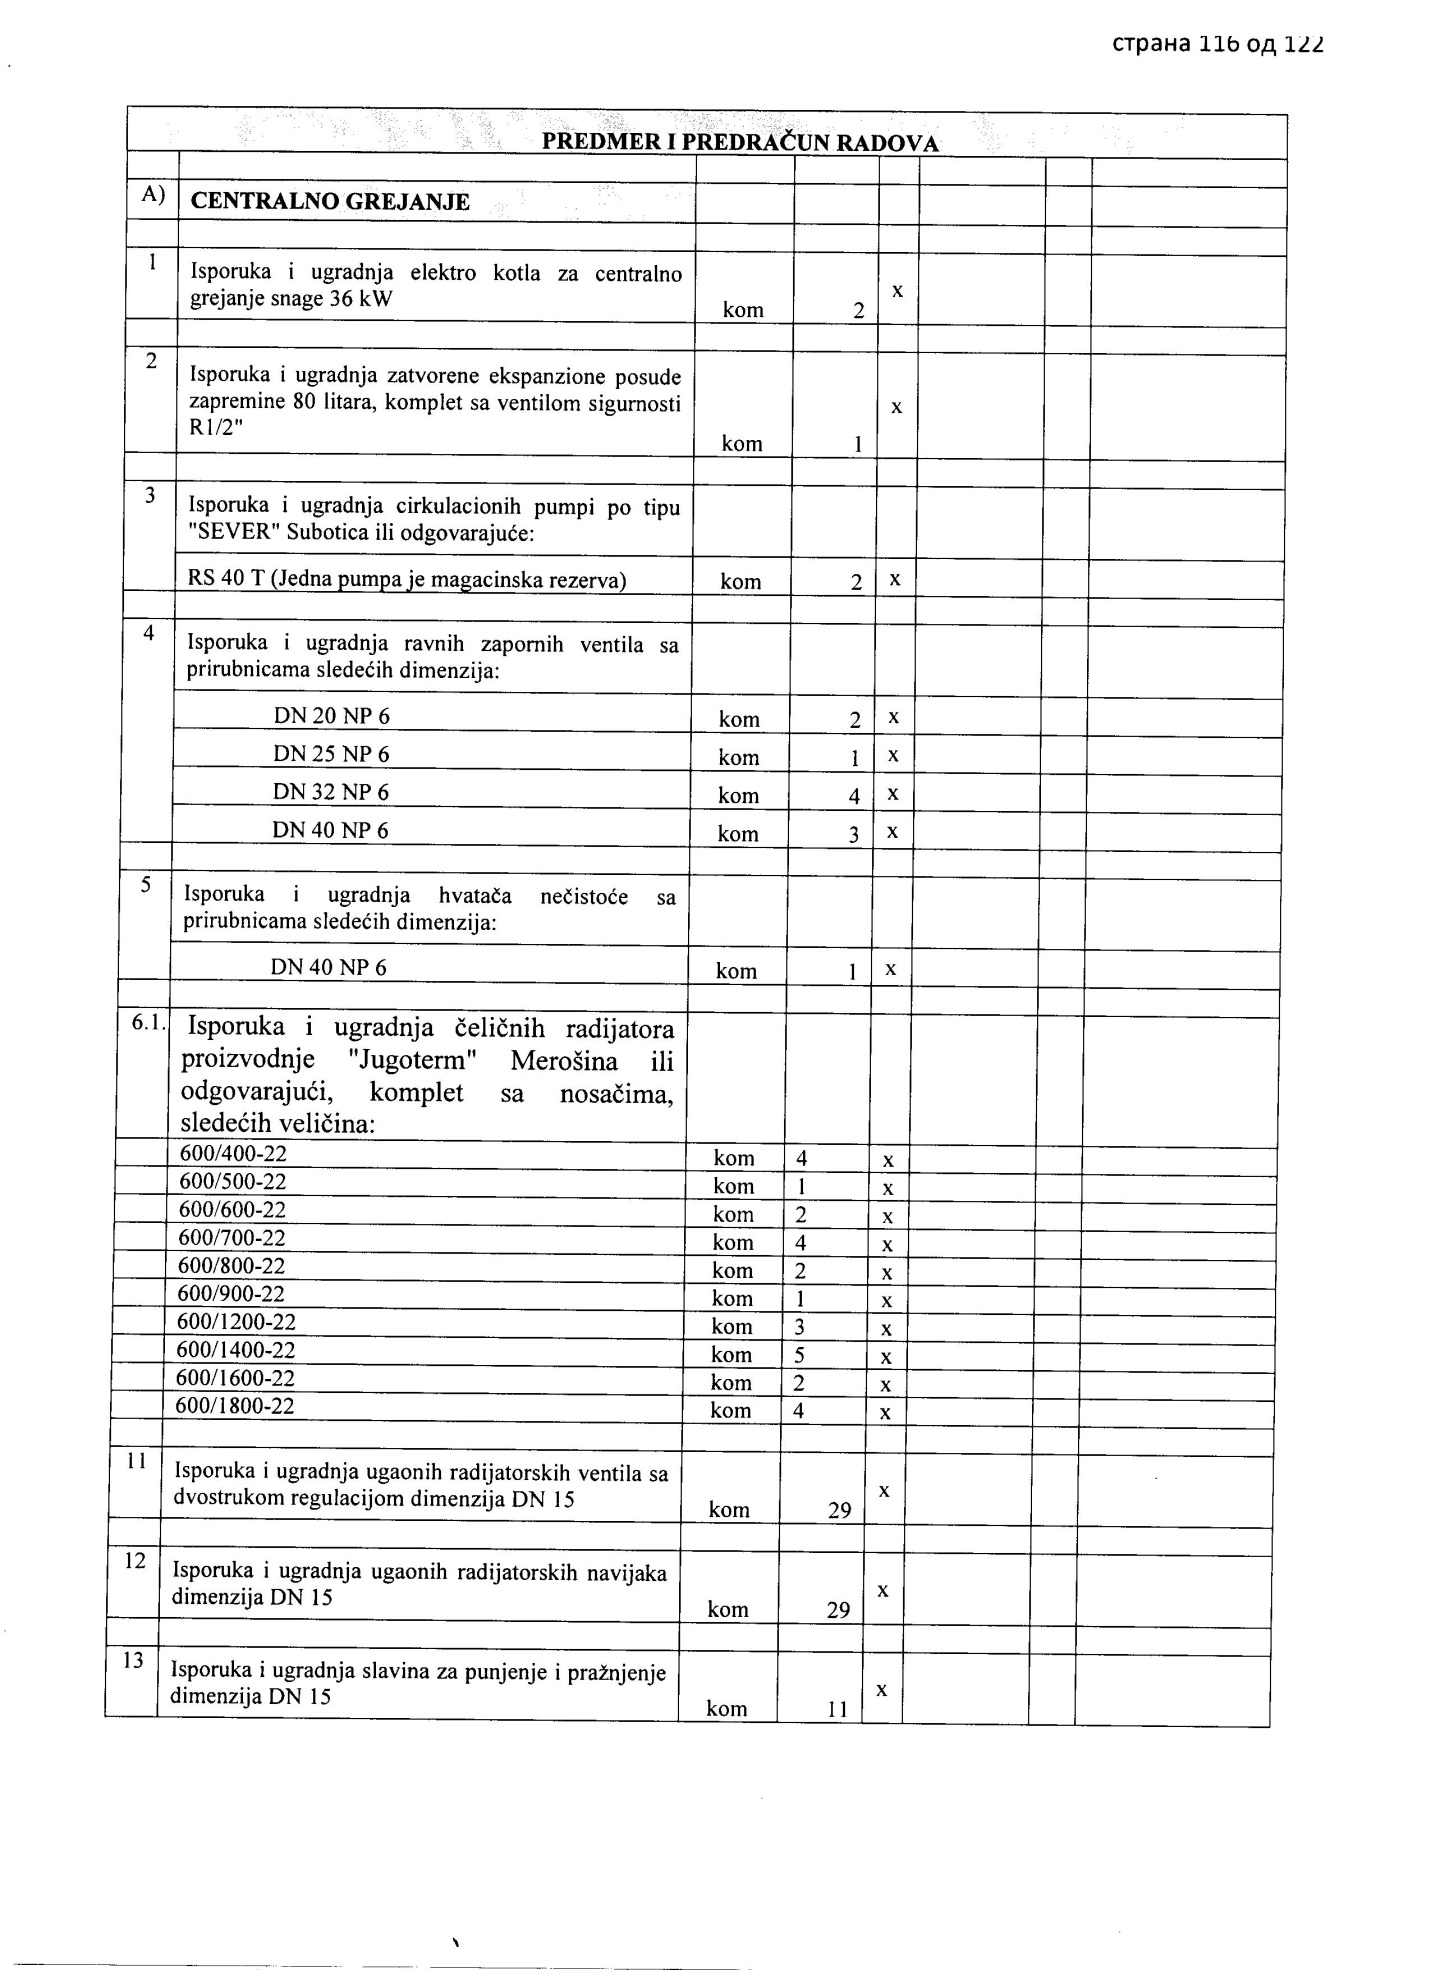 страна 116 од 122
PREDMER I PREDRAČUN RADOVA
A) CENTRALNO GREJANJE
1 Isporuka i ugradnja elektro kotla za centralno
grejanje snage 36 kW kom 2 x
2 Isporuka i ugradnja zatvorene ekspanzione posude
zapremine 80 litara, komplet sa ventilom sigurnosti
R1/2" kom 1 x
3 Isporuka i ugradnja cirkulacionih pumpi po tipu
"SEVER" Subotica ili odgovarajuće:
RS 40 T (Jedna pumpa je magacinska rezerva) kom 2 x
4 Isporuka i ugradnja ravnih zapornih ventila sa
prirubnicama sledećih dimenzija:
DN 20 NP 6 kom 2 x
DN 25 NP 6 kom 1 x
DN 32 NP 6 kom 4 x
DN 40 NP 6 kom 3 x
5 Isporuka i ugradnja hvatača nečistoće sa
prirubnicama sledećih dimenzija:
DN 40 NP 6 kom 1 x
6.1. Isporuka i ugradnja čeličnih radijatora
proizvodnje "Jugoterm" Merošina ili
odgovarajući, komplet sa nosačima,
sledećih veličina:
600/400-22 kom 4 x
600/500-22 kom 1 x
600/600-22 kom 2 x
600/700-22 kom 4 x
600/800-22 kom 2 x
600/900-22 kom 1 x
600/1200-22 kom 3 x
600/1400-22 kom 5 x
600/1600-22 kom 2 x
600/1800-22 kom 4 x
11 Isporuka i ugradnja ugaonih radijatorskih ventila sa
dvostrukom regulacijom dimenzija DN 15 kom 29 x
12 Isporuka i ugradnja ugaonih radijatorskih navijaka
dimenzija DN 15 kom 29 x
13 Isporuka i ugradnja slavina za punjenje i pražnjenje
dimenzija DN 15 kom 11 x